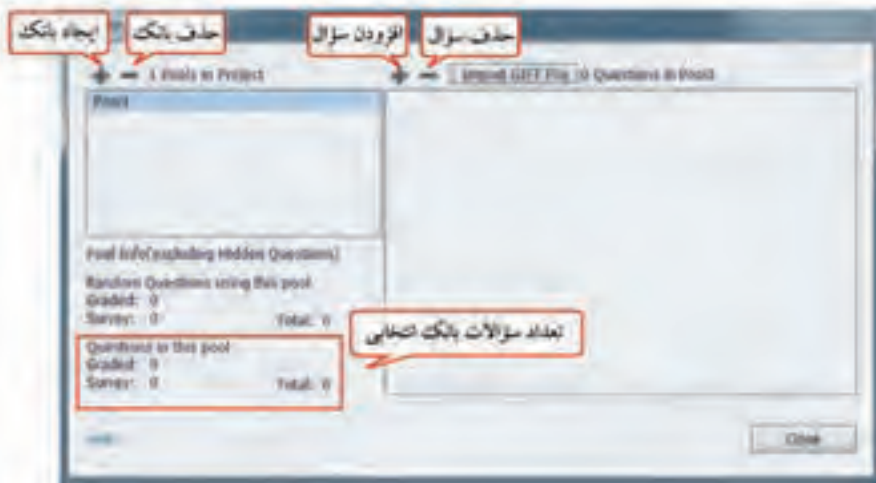 ایجاد بانک
حذف بانک
افزودن سؤال
حذف سؤال
1 Pools in Project
Import GIFT File
0 Questions in Pool1
Pool1
Pool Info(excluding Hidden Questions)
Random Questions using this pool
Graded: 0
Survey: 0 Total: 0
تعداد سؤالات بانک انتخابی
Questions in this pool
Graded: 0
Survey: 0 Total: 0
Close